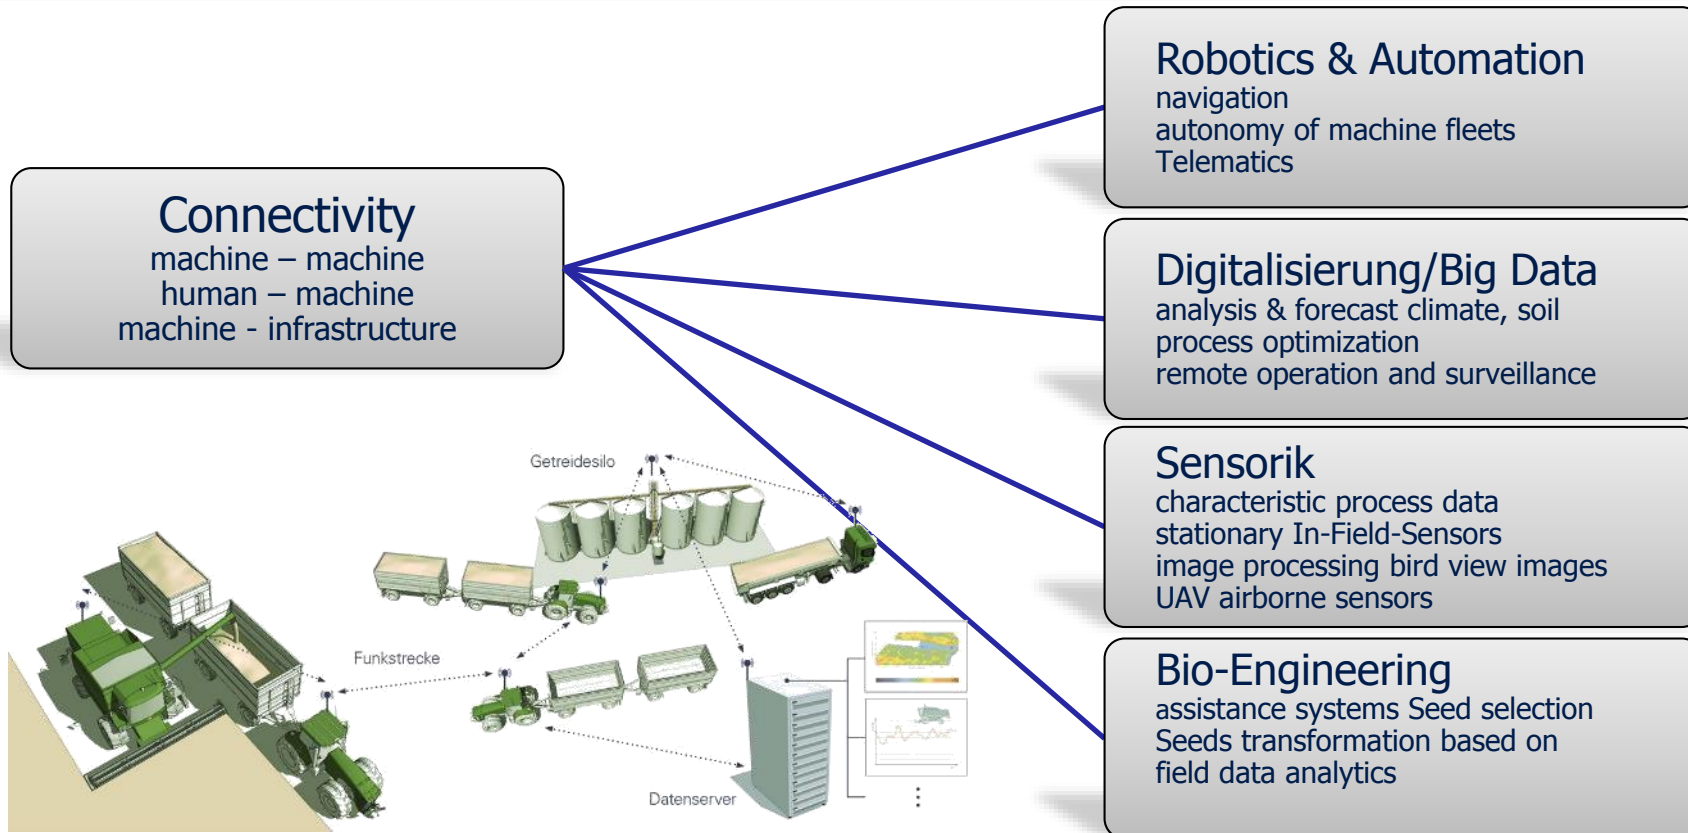 Connectivity
machine – machine
human – machine
machine - infrastructure
Robotics & Automation
navigation
autonomy of machine fleets
Telematics
Digitalisierung/Big Data
analysis & forecast climate, soil
process optimization
remote operation and surveillance
Sensorik
characteristic process data
stationary In-Field-Sensors
image processing bird view images
UAV airborne sensors
Bio-Engineering
assistance systems Seed selection
Seeds transformation based on
field data analytics
Getreidesilo
Funkstrecke
Datenserver